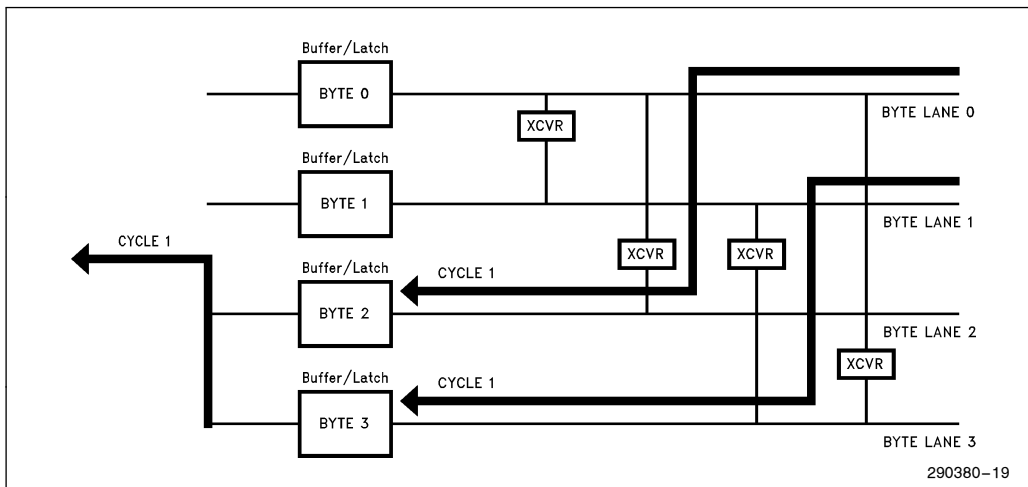 Buffer/Latch
BYTE 0
BYTE LANE 0
XCVR
Buffer/Latch
BYTE 1
BYTE LANE 1
CYCLE 1
XCVR
XCVR
Buffer/Latch
CYCLE 1
BYTE 2
BYTE LANE 2
XCVR
Buffer/Latch
CYCLE 1
BYTE 3
BYTE LANE 3
290380-19